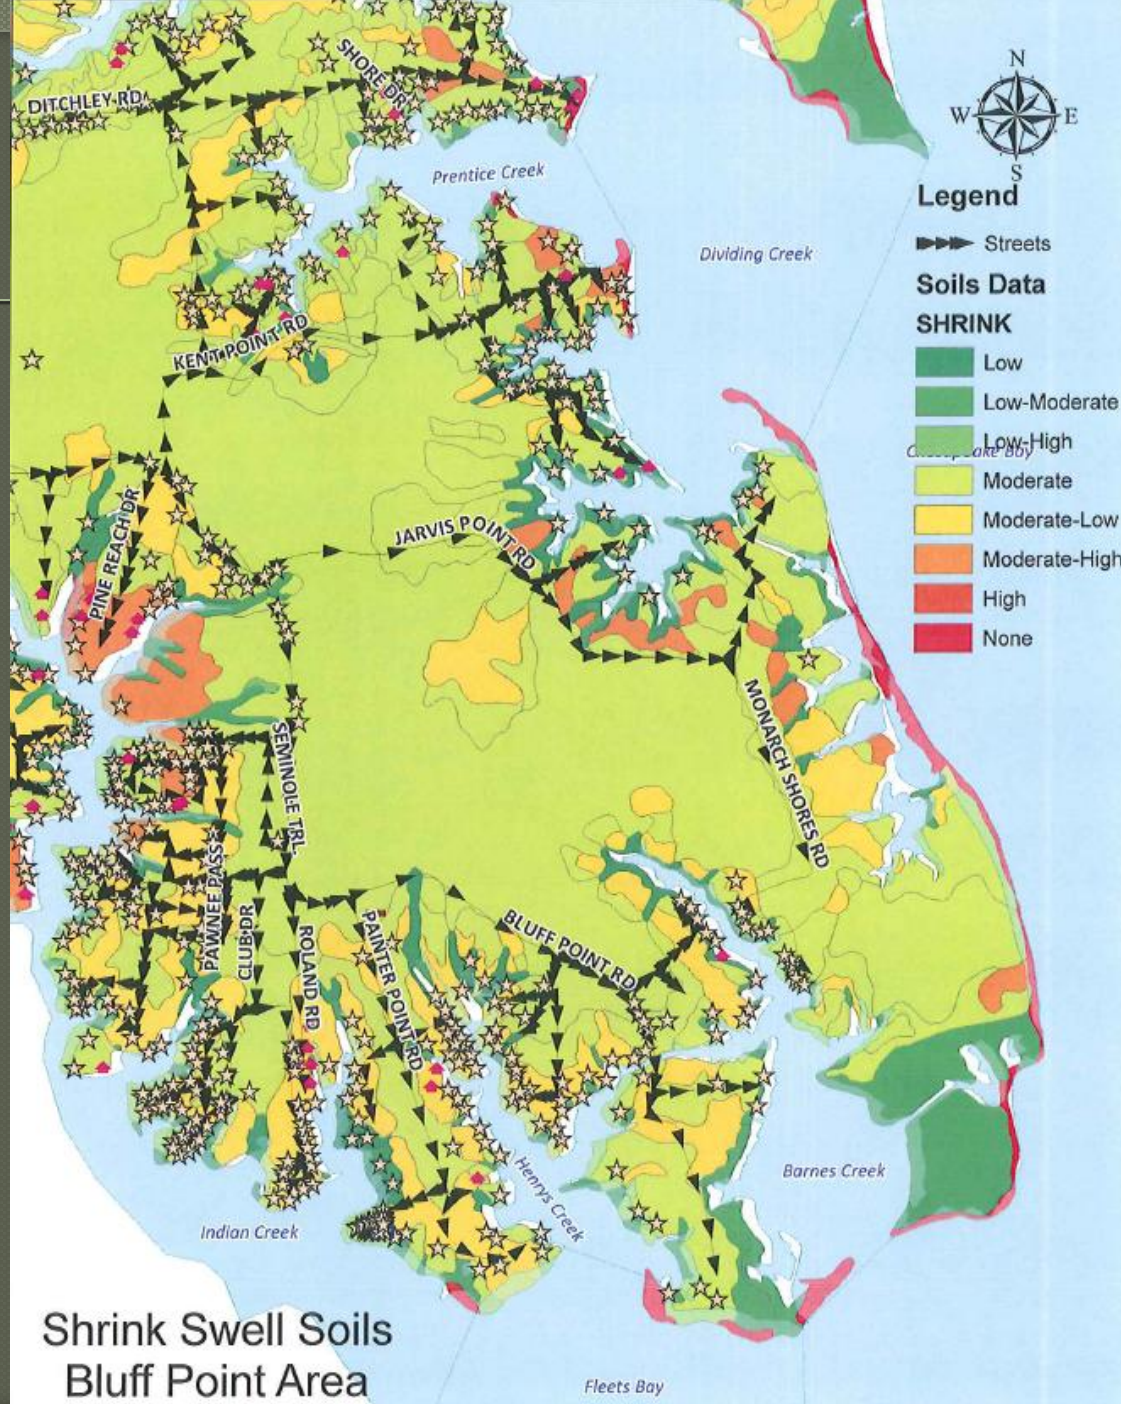 DITCHLEY RD
SHORE DR
Prentice Creek
N
W
E
S
Legend
Streets
Dividing Creek
Soils Data
SHRINK
Low
Low-Moderate
Low-High
Chesapeake Bay
Moderate
Moderate-Low
Moderate-High
High
None
KENT POINT RD
PINE REACH DR
JARVIS POINT RD
SEMINOLE TRL.
MONARCH SHORES RD
PAWNEE PASS
CLUB DR
ROLAND RD
PAINTER POINT RD
BLUFF POINT RD
Henrys Creek
Barnes Creek
Indian Creek
Shrink Swell Soils
Bluff Point Area
Fleets Bay